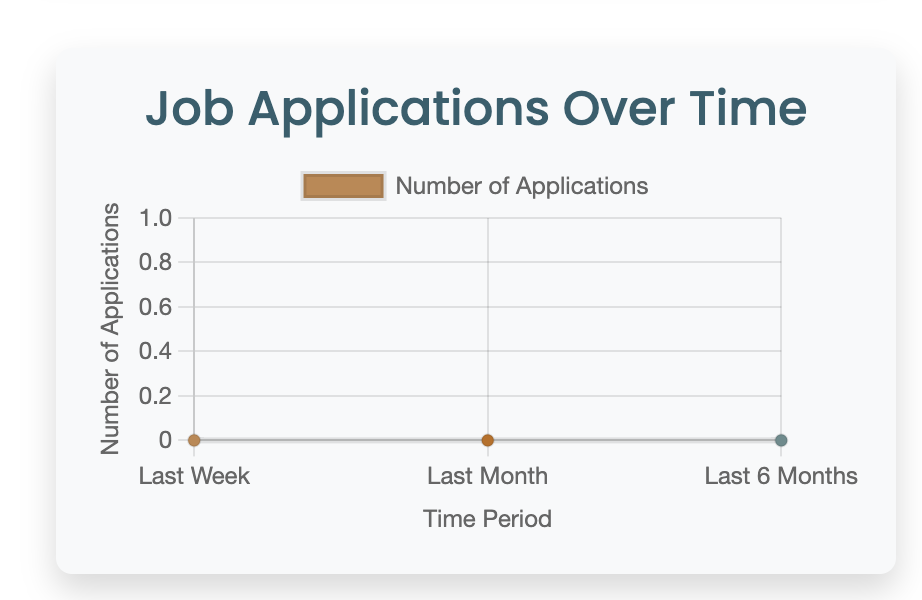 Job Applications Over Time
Number of Applications
Number of Applications
1.0
0.8
0.6
0.4
0.2
0
Last Week Last Month Last 6 Months
Time Period